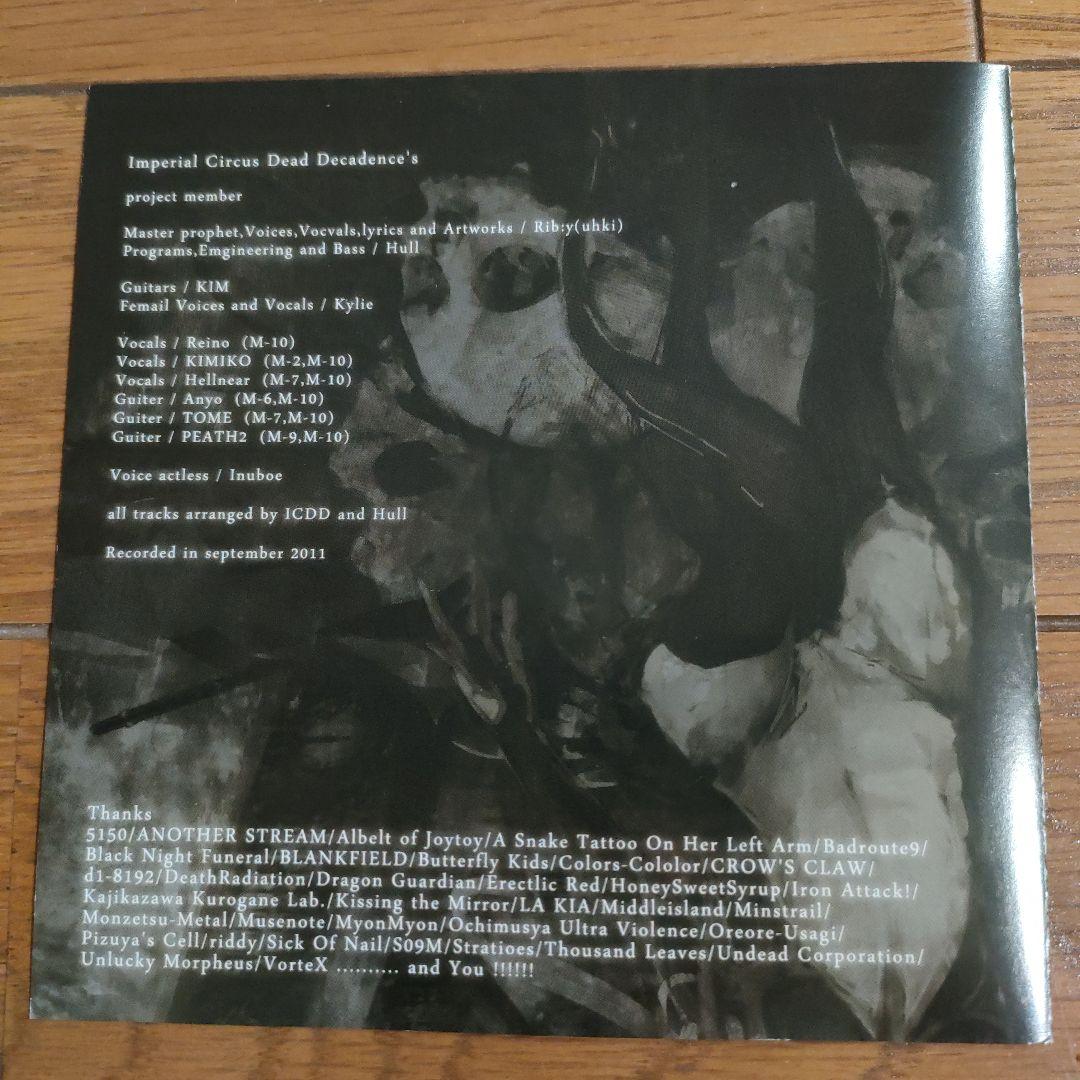 Imperial Circus Dead Decadence's
project member
Master prophet,Voices,Vocvals,lyrics and Artworks / Rib:y(uhki)
Programs,Emgineering and Bass / Hull
Guitars / KIM
Femail Voices and Vocals / Kylie
Vocals / Reino (M-10)
Vocals / KIMIKO (M-2,M-10)
Vocals / Hellnear (M-7,M-10)
Guiter / Anyo (M-6,M-10)
Guiter / TOME (M-7,M-10)
Guiter / PEATH2 (M-9,M-10)
Voice actless / Inuboe
all tracks arranged by ICDD and Hull
Recorded in september 2011
Thanks
5150/ANOTHER STREAM/Albelt of Joytoy/A Snake Tattoo On Her Left Arm/Badroute9/
Black Night Funeral/BLANKFIELD/Butterfly Kids/Colors-Cololor/CROW'S CLAW/
d1-8192/DeathRadiation/Dragon Guardian/Erectlic Red/HoneySweetSyrup/Iron Attack!/
Kajikazawa Kurogane Lab./Kissing the Mirror/LA KIA/Middleisland/Minstrail/
Monzetsu-Metal/Musenote/MyonMyon/Ochimusya Ultra Violence/Oreore-Usagi/
Pizuya's Cell/riddy/Sick Of Nail/S09M/Stratioes/Thousand Leaves/Undead Corporation/
Unlucky Morpheus/VorteX .......... and You !!!!!!